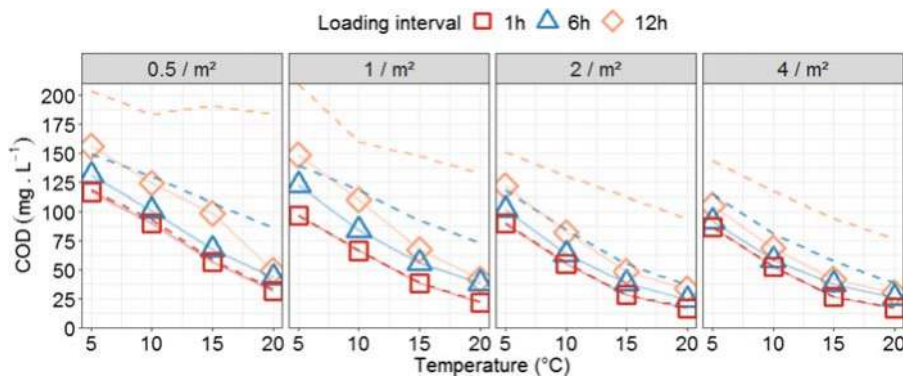 Loading interval 1h 6h 12h
0.5 / m² 1 / m² 2 / m² 4 / m²
COD (mg . L⁻¹)
200
175
150
125
100
75
50
25
0
5 10 15 20 5 10 15 20 5 10 15 20 5 10 15 20
Temperature (°C)